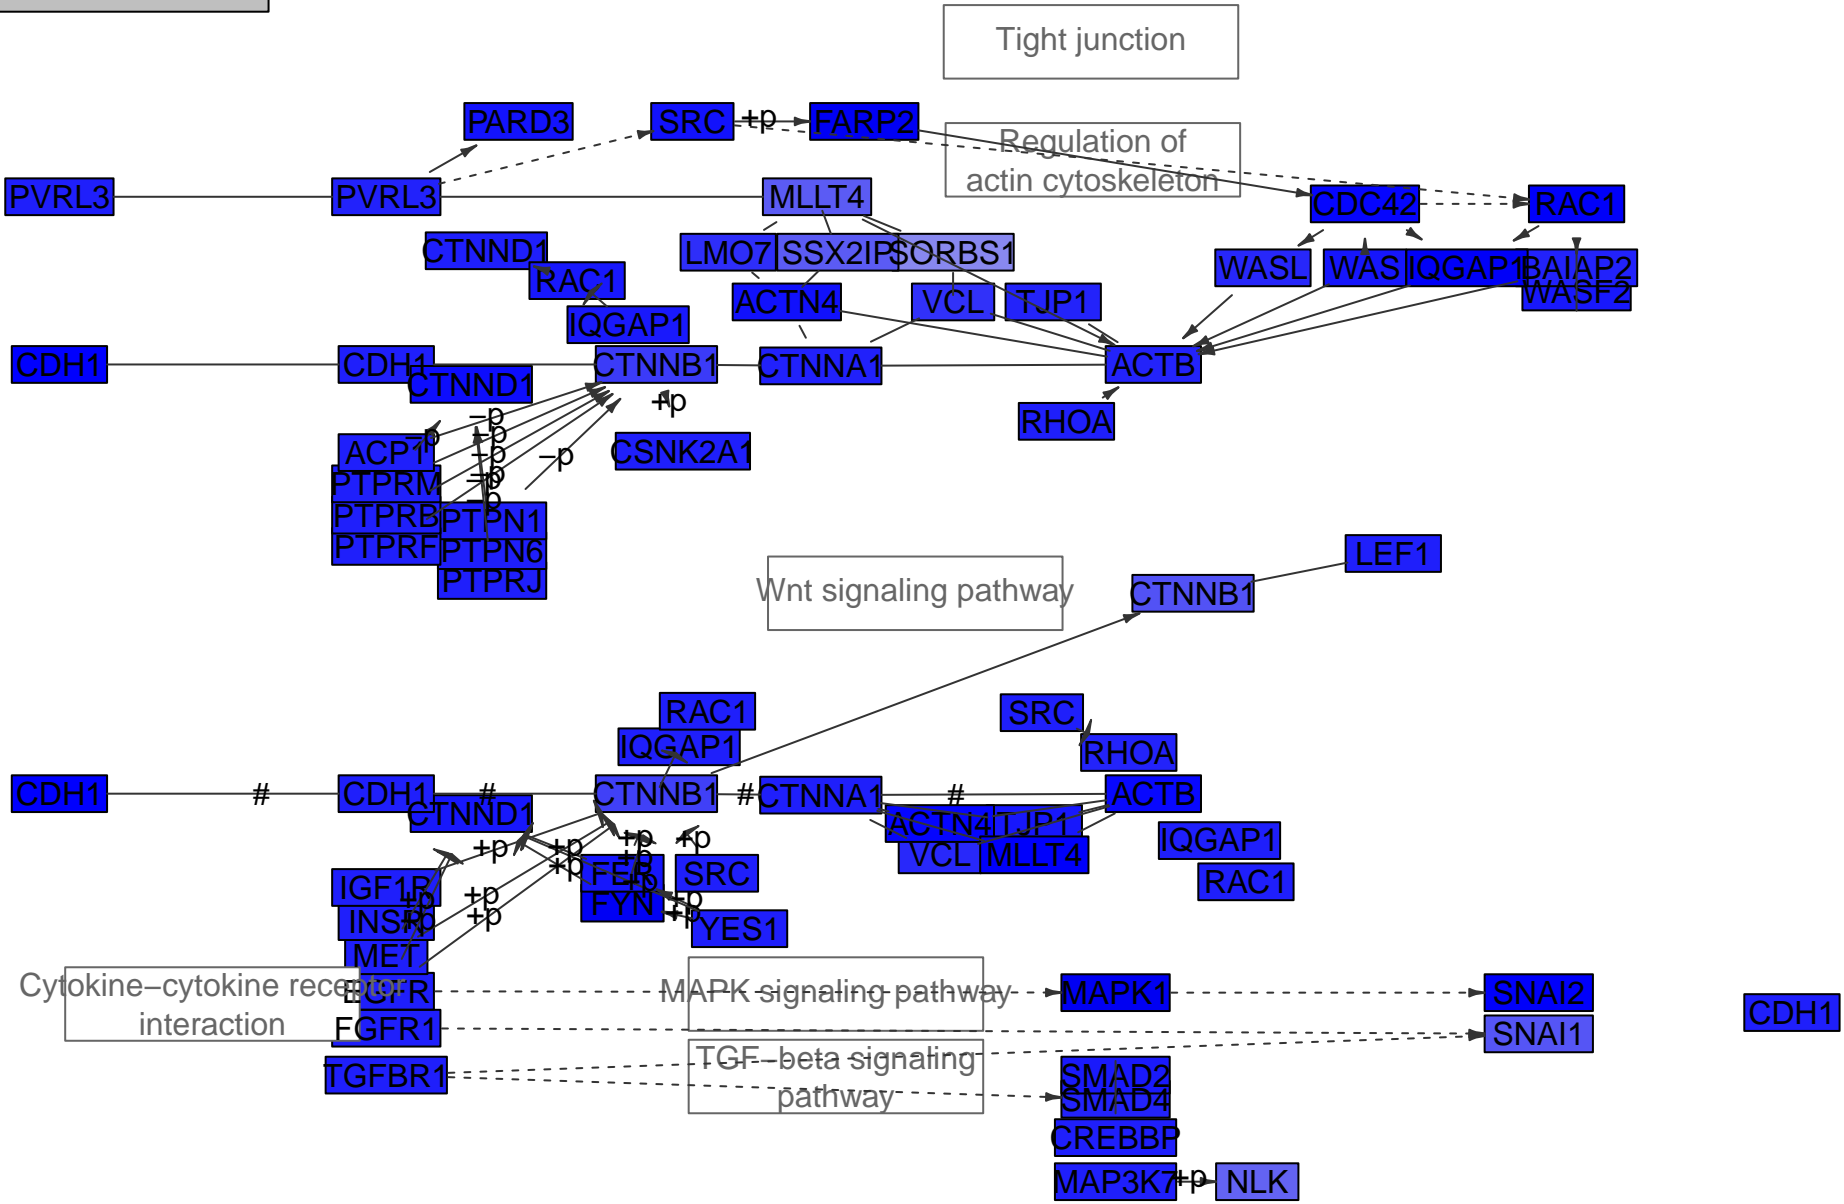 Tight junction
PARD3
SRC
+p
FARP2
Regulation of
actin cytoskeleton
PVRL3
PVRL3
MLLT4
CDC42
RAC1
CTNND1
LMO7
SSX2IP
SORBS1
WASL
WAS
IQGAP1
BAIAP2
RAC1
WASF2
ACTN4
VCL
TJP1
IQGAP1
CDH1
CDH1
CTNNB1
CTNNA1
ACTB
CTNND1
+p
RHOA
–p
–p
–p
ACP1
CSNK2A1
–p
–p
–p
–p
–p
PTPRM
PTPRB
PTPN1
PTPRF
PTPN6
PTPRJ
LEF1
Wnt signaling pathway
CTNNB1
RAC1
SRC
IQGAP1
RHOA
CDH1
#
CDH1
#
CTNNB1
#
CTNNA1
#
ACTB
CTNND1
ACTN4
TJP1
IQGAP1
+p
+p
+p
+p
+p
+p
VCL
MLLT4
FER
SRC
RAC1
IGF1R
+p
+p
+p
+p
FYN
INSR
+p
+p
+p
YES1
MET
Cytokine–cytokine receptor
interaction
EGFR
MAPK signaling pathway
MAPK1
SNAI2
CDH1
FGFR1
SNAI1
TGF–beta signaling
pathway
TGFBR1
SMAD2
SMAD4
CREBBP
MAP3K7
+p
NLK